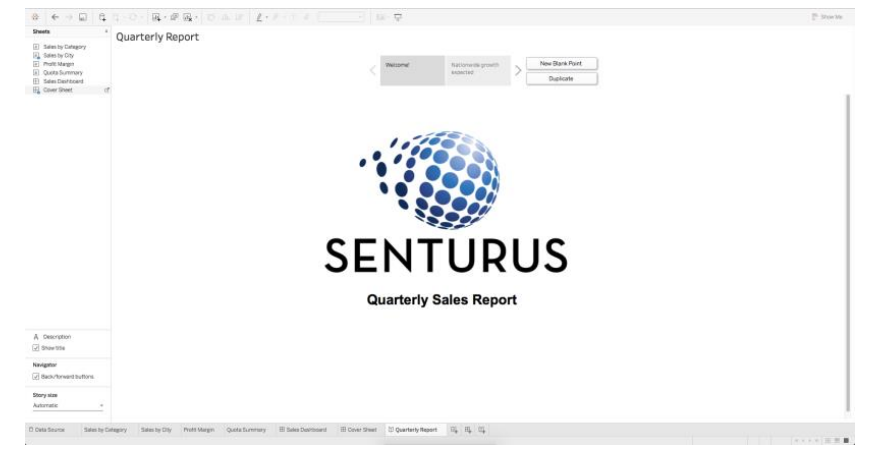 Show Me
Sheets
Sales by Category
Sales by City
Profit Margin
Quota Summary
Sales Dashboard
Cover Sheet
Quarterly Report
Welcome!
Nationwide growth
expected
New Blank Point
Duplicate
SENTURUS
Quarterly Sales Report
A Description
Show title
Navigator
Back/forward buttons
Story size
Automatic
Data Source Sales by Category Sales by City Profit Margin Quota Summary Sales Dashboard Cover Sheet Quarterly Report